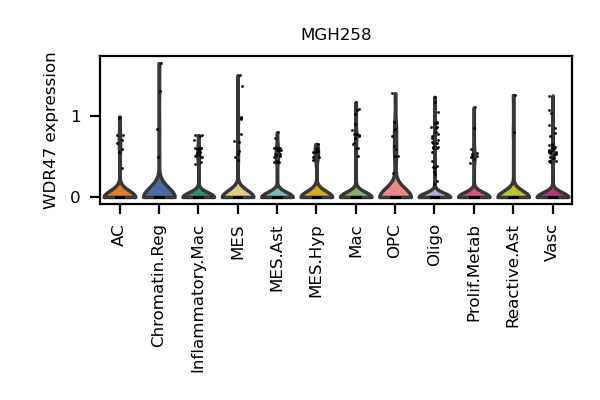 MGH258
WDR47 expression
1
0
AC
Chromatin.Reg
Inflammatory.Mac
MES
MES.Ast
MES.Hyp
Mac
OPC
Oligo
Prolif.Metab
Reactive.Ast
Vasc